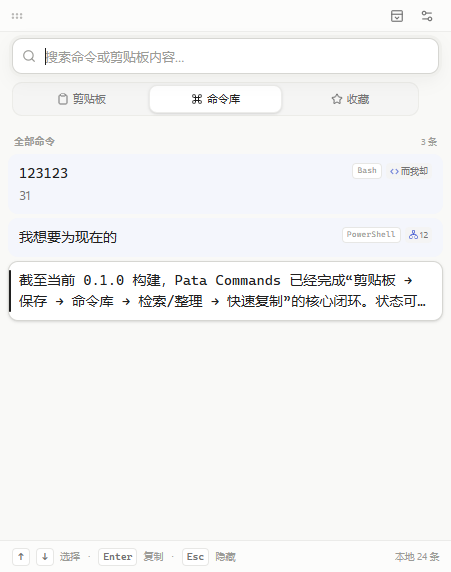 搜索命令或剪贴板内容...
剪贴板 ⌘ 命令库 收藏
全部命令 3 条
123123 Bash <>而我却
31
我想要为现在的 PowerShell 12
截至当前 0.1.0 构建, Pata Commands 已经完成“剪贴板 →
保存 → 命令库 → 检索/整理 → 快速复制”的核心闭环。状态可…
↑ ↓ 选择 · Enter 复制 · Esc 隐藏 本地 24 条